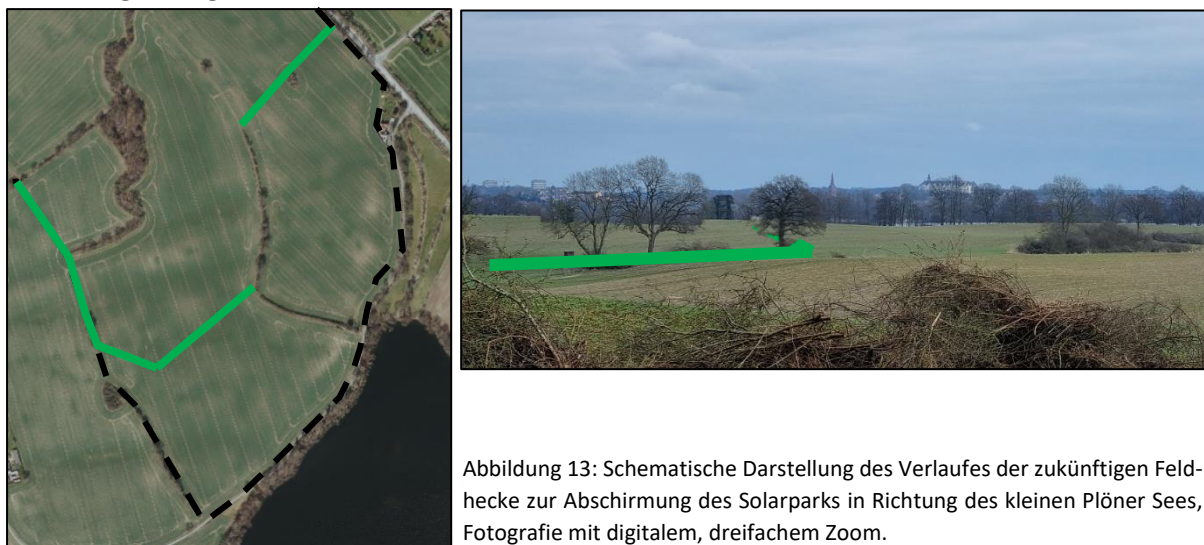 Abbildung 13: Schematische Darstellung des Verlaufes der zukünftigen Feld-
hecke zur Abschirmung des Solarparks in Richtung des kleinen Plöner Sees,
Fotografie mit digitalem, dreifachem Zoom.